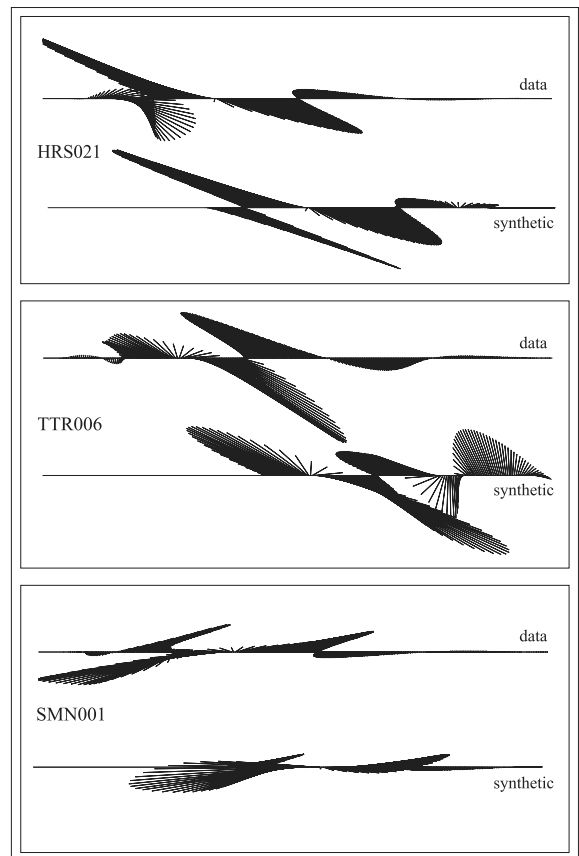 data
HRS021
synthetic
data
TTR006
synthetic
data
SMN001
synthetic